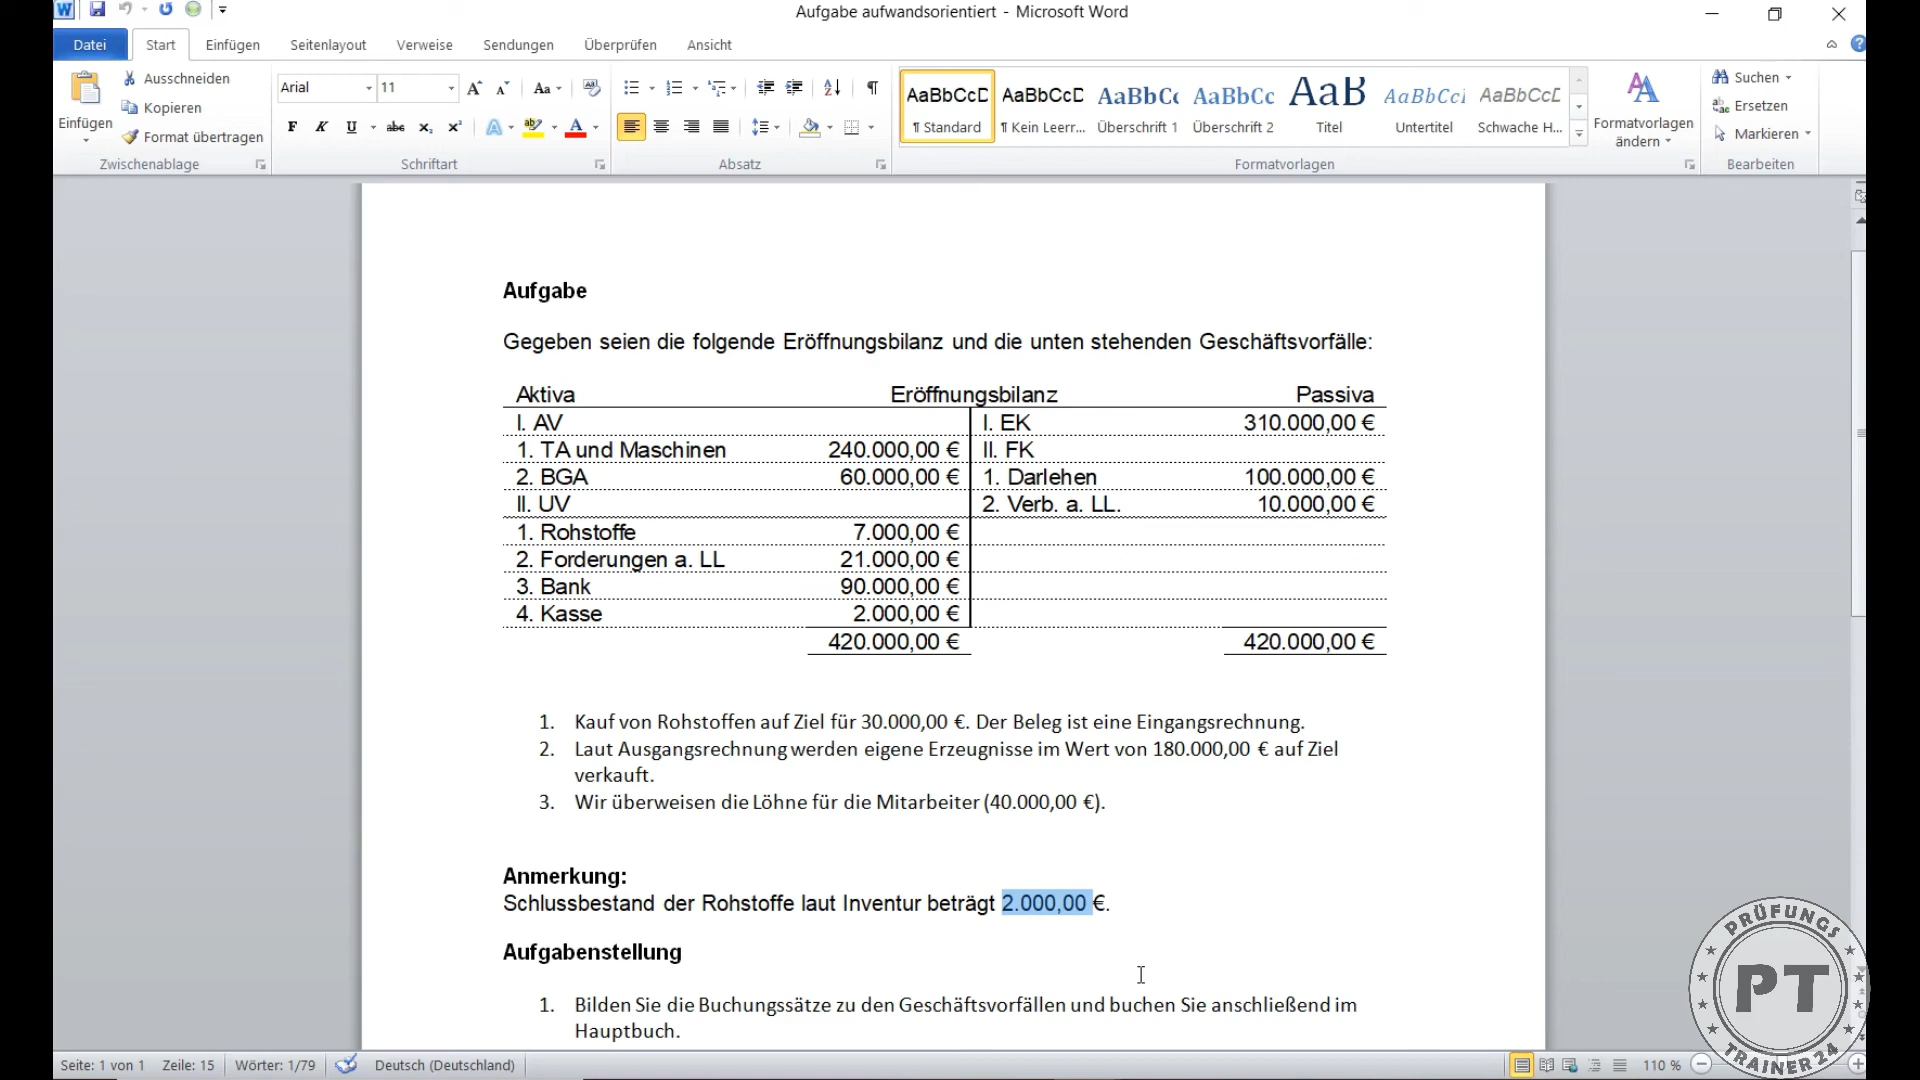 Aufgabe aufwandsorientiert - Microsoft Word
Datei Start Einfügen Seitenlayout Verweise Sendungen Überprüfen Ansicht
Einfügen
Ausschneiden
Kopieren
Format übertragen
Zwischenablage
Arial 11
F K U abc x₂ x²
Schriftart
Absatz
AaBbCcD AaBbCcD AaBbCc AaBbCc AaB AaBbCcI AaBbCcD
¶ Standard ¶ Kein Leerr... Überschrift 1 Überschrift 2 Titel Untertitel Schwache H...
Formatvorlagen
Formatvorlagen ändern
Suchen
Ersetzen
Markieren
Bearbeiten
Aufgabe
Gegeben seien die folgende Eröffnungsbilanz und die unten stehenden Geschäftsvorfälle:
Aktiva Eröffnungsbilanz Passiva
I. AV I. EK 310.000,00 €
1. TA und Maschinen 240.000,00 € II. FK
2. BGA 60.000,00 € 1. Darlehen 100.000,00 €
II. UV 2. Verb. a. LL. 10.000,00 €
1. Rohstoffe 7.000,00 €
2. Forderungen a. LL 21.000,00 €
3. Bank 90.000,00 €
4. Kasse 2.000,00 €
420.000,00 € 420.000,00 €
1. Kauf von Rohstoffen auf Ziel für 30.000,00 €. Der Beleg ist eine Eingangsrechnung.
2. Laut Ausgangsrechnung werden eigene Erzeugnisse im Wert von 180.000,00 € auf Ziel
verkauft.
3. Wir überweisen die Löhne für die Mitarbeiter (40.000,00 €).
Anmerkung:
Schlussbestand der Rohstoffe laut Inventur beträgt 2.000,00 €.
Aufgabenstellung
1. Bilden Sie die Buchungssätze zu den Geschäftsvorfällen und buchen Sie anschließend im
Hauptbuch.
PRÜFUNGS
PT
TRAINER24
Seite: 1 von 1 Zeile: 15 Wörter: 1/79 Deutsch (Deutschland) 110 %